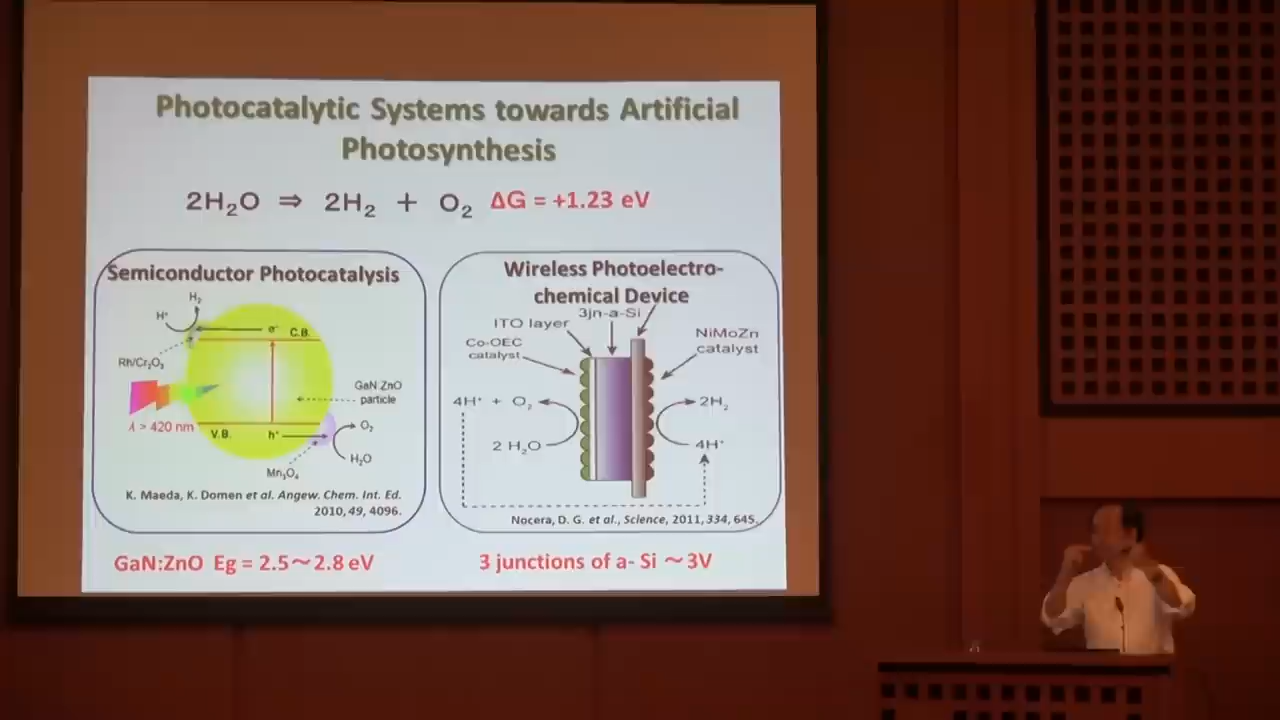 Photocatalytic Systems towards Artificial
Photosynthesis
2H₂O ⇒ 2H₂ + O₂ ΔG = +1.23 eV
Semiconductor Photocatalysis
H₂
H⁺
e⁻ C.B.
Rh/Cr₂O₃
GaN:ZnO
particle
λ > 420 nm
V.B. h⁺
O₂
H₂O
Mn₃O₄
K. Maeda, K. Domen et al. Angew. Chem. Int. Ed.
2010, 49, 4096.
GaN:ZnO Eg = 2.5～2.8 eV
Wireless Photoelectro-
chemical Device
3jn-a-Si
ITO layer
NiMoZn
catalyst
Co-OEC
catalyst
4H⁺ + O₂
2H₂
2 H₂O
4H⁺
Nocera, D. G. et al., Science, 2011, 334, 645.
3 junctions of a- Si ～3V